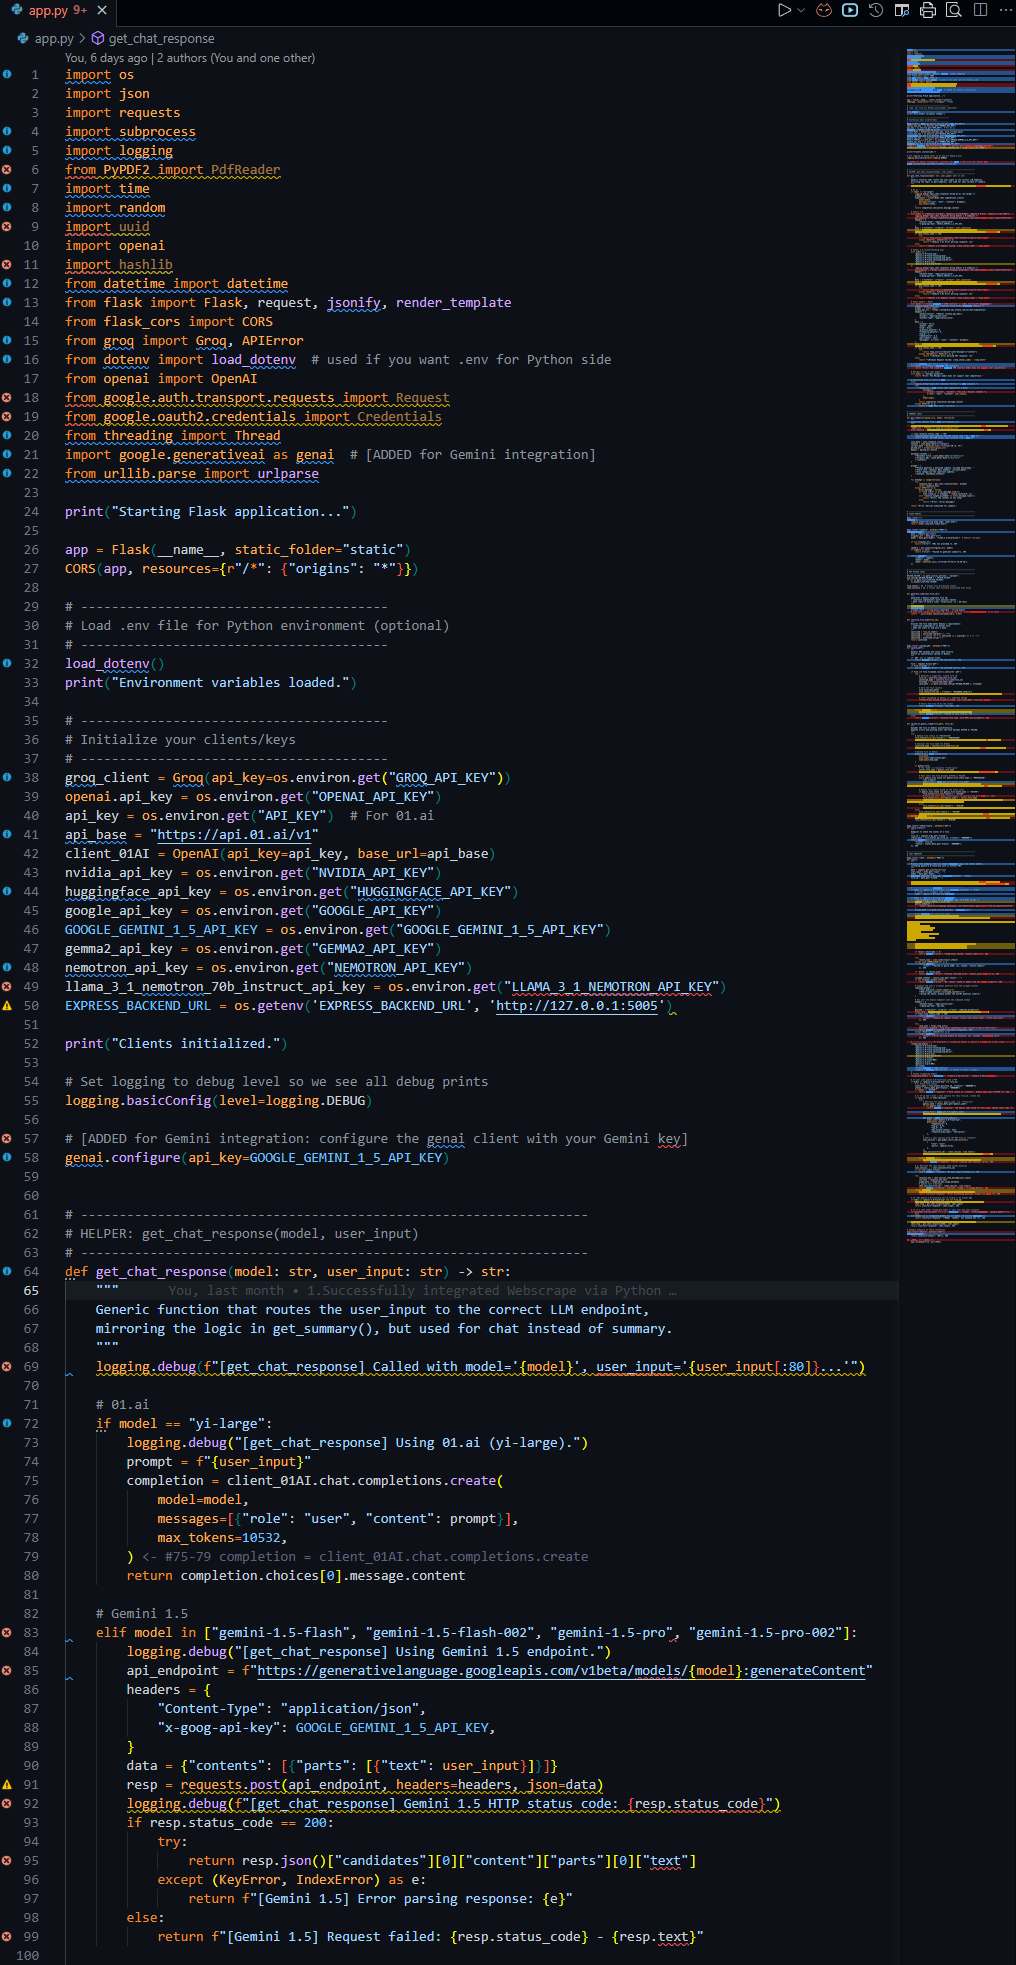 app.py 9+
app.py > get_chat_response
You, 6 days ago | 2 authors (You and one other)
1 import os
2 import json
3 import requests
4 import subprocess
5 import logging
6 from PyPDF2 import PdfReader
7 import time
8 import random
9 import uuid
10 import openai
11 import hashlib
12 from datetime import datetime
13 from flask import Flask, request, jsonify, render_template
14 from flask_cors import CORS
15 from groq import Groq, APIError
16 from dotenv import load_dotenv  # used if you want .env for Python side
17 from openai import OpenAI
18 from google.auth.transport.requests import Request
19 from google.oauth2.credentials import Credentials
20 from threading import Thread
21 import google.generativeai as genai  # [ADDED for Gemini integration]
22 from urllib.parse import urlparse
23
24 print("Starting Flask application...")
25
26 app = Flask(__name__, static_folder="static")
27 CORS(app, resources={r"/*": {"origins": "*"}})
28
29 # ----------------------------------------
30 # Load .env file for Python environment (optional)
31 # ----------------------------------------
32 load_dotenv()
33 print("Environment variables loaded.")
34
35 # ----------------------------------------
36 # Initialize your clients/keys
37 # ----------------------------------------
38 groq_client = Groq(api_key=os.environ.get("GROQ_API_KEY"))
39 openai.api_key = os.environ.get("OPENAI_API_KEY")
40 api_key = os.environ.get("API_KEY")  # For 01.ai
41 api_base = "https://api.01.ai/v1"
42 client_01AI = OpenAI(api_key=api_key, base_url=api_base)
43 nvidia_api_key = os.environ.get("NVIDIA_API_KEY")
44 huggingface_api_key = os.environ.get("HUGGINGFACE_API_KEY")
45 google_api_key = os.environ.get("GOOGLE_API_KEY")
46 GOOGLE_GEMINI_1_5_API_KEY = os.environ.get("GOOGLE_GEMINI_1_5_API_KEY")
47 gemma2_api_key = os.environ.get("GEMMA2_API_KEY")
48 nemotron_api_key = os.environ.get("NEMOTRON_API_KEY")
49 llama_3_1_nemotron_70b_instruct_api_key = os.environ.get("LLAMA_3_1_NEMOTRON_API_KEY")
50 EXPRESS_BACKEND_URL = os.getenv('EXPRESS_BACKEND_URL', 'http://127.0.0.1:5005')
51
52 print("Clients initialized.")
53
54 # Set logging to debug level so we see all debug prints
55 logging.basicConfig(level=logging.DEBUG)
56
57 # [ADDED for Gemini integration: configure the genai client with your Gemini key]
58 genai.configure(api_key=GOOGLE_GEMINI_1_5_API_KEY)
59
60
61 # ------------------------------------------------------------------
62 # HELPER: get_chat_response(model, user_input)
63 # ------------------------------------------------------------------
64 def get_chat_response(model: str, user_input: str) -> str:
65     """ You, last month • 1.Successfully integrated Webscrape via Python …
66     Generic function that routes the user_input to the correct LLM endpoint,
67     mirroring the logic in get_summary(), but used for chat instead of summary.
68     """
69     logging.debug(f"[get_chat_response] Called with model='{model}', user_input='{user_input[:80]}...'")
70
71     # 01.ai
72     if model == "yi-large":
73         logging.debug("[get_chat_response] Using 01.ai (yi-large).")
74         prompt = f"{user_input}"
75         completion = client_01AI.chat.completions.create(
76             model=model,
77             messages=[{"role": "user", "content": prompt}],
78             max_tokens=10532,
79         ) <- #75-79 completion = client_01AI.chat.completions.create
80         return completion.choices[0].message.content
81
82     # Gemini 1.5
83     elif model in ["gemini-1.5-flash", "gemini-1.5-flash-002", "gemini-1.5-pro", "gemini-1.5-pro-002"]:
84         logging.debug("[get_chat_response] Using Gemini 1.5 endpoint.")
85         api_endpoint = f"https://generativelanguage.googleapis.com/v1beta/models/{model}:generateContent"
86         headers = {
87             "Content-Type": "application/json",
88             "x-goog-api-key": GOOGLE_GEMINI_1_5_API_KEY,
89         }
90         data = {"contents": [{"parts": [{"text": user_input}]}]}
91         resp = requests.post(api_endpoint, headers=headers, json=data)
92         logging.debug(f"[get_chat_response] Gemini 1.5 HTTP status code: {resp.status_code}")
93         if resp.status_code == 200:
94             try:
95                 return resp.json()["candidates"][0]["content"]["parts"][0]["text"]
96             except (KeyError, IndexError) as e:
97                 return f"[Gemini 1.5] Error parsing response: {e}"
98         else:
99             return f"[Gemini 1.5] Request failed: {resp.status_code} - {resp.text}"
100